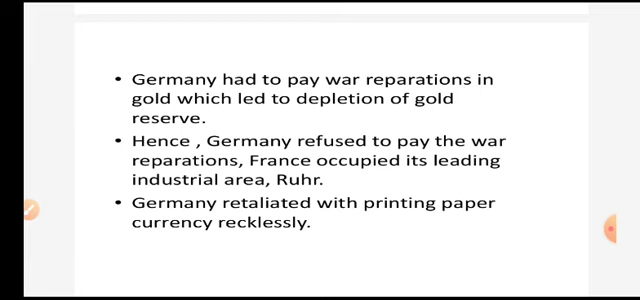 • Germany had to pay war reparations in
gold which led to depletion of gold
reserve.
• Hence , Germany refused to pay the war
reparations, France occupied its leading
industrial area, Ruhr.
• Germany retaliated with printing paper
currency recklessly.